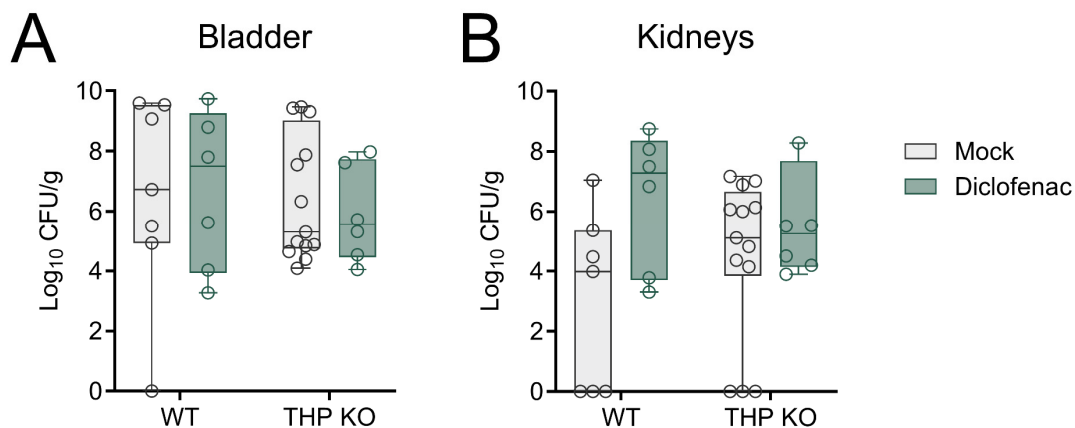 A
Bladder
Log10 CFU/g
10
8
6
4
2
0
WT
THP KO
B
Kidneys
Log10 CFU/g
10
8
6
4
2
0
WT
THP KO
Mock
Diclofenac